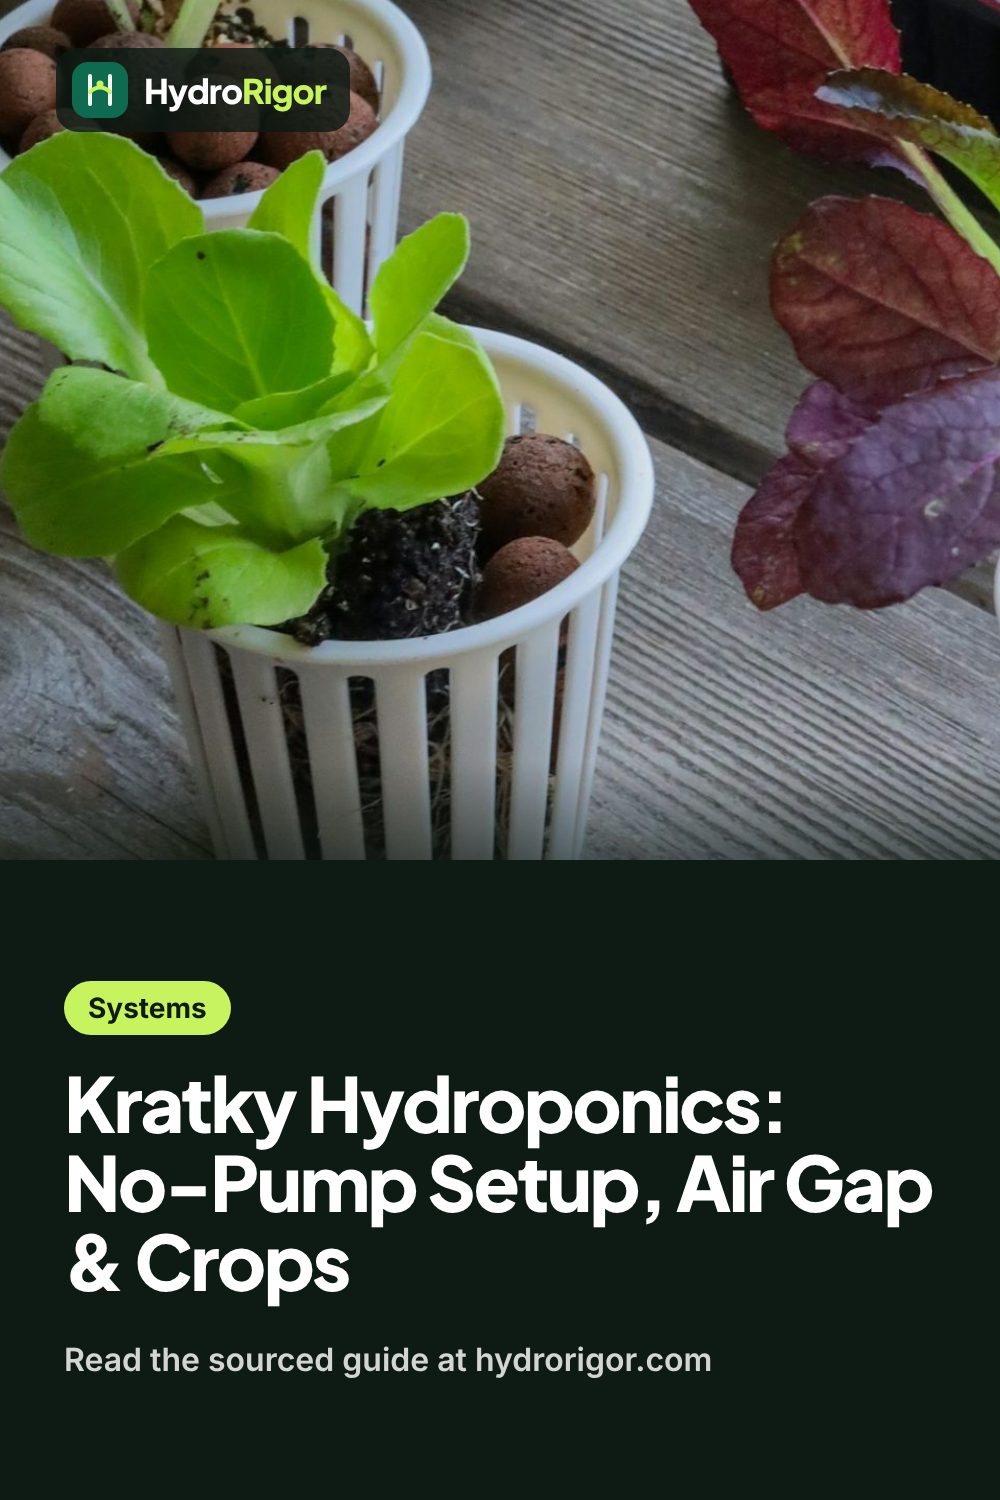 HydroRigor
Systems
Kratky Hydroponics:
No-Pump Setup, Air Gap
& Crops
Read the sourced guide at hydrorigor.com